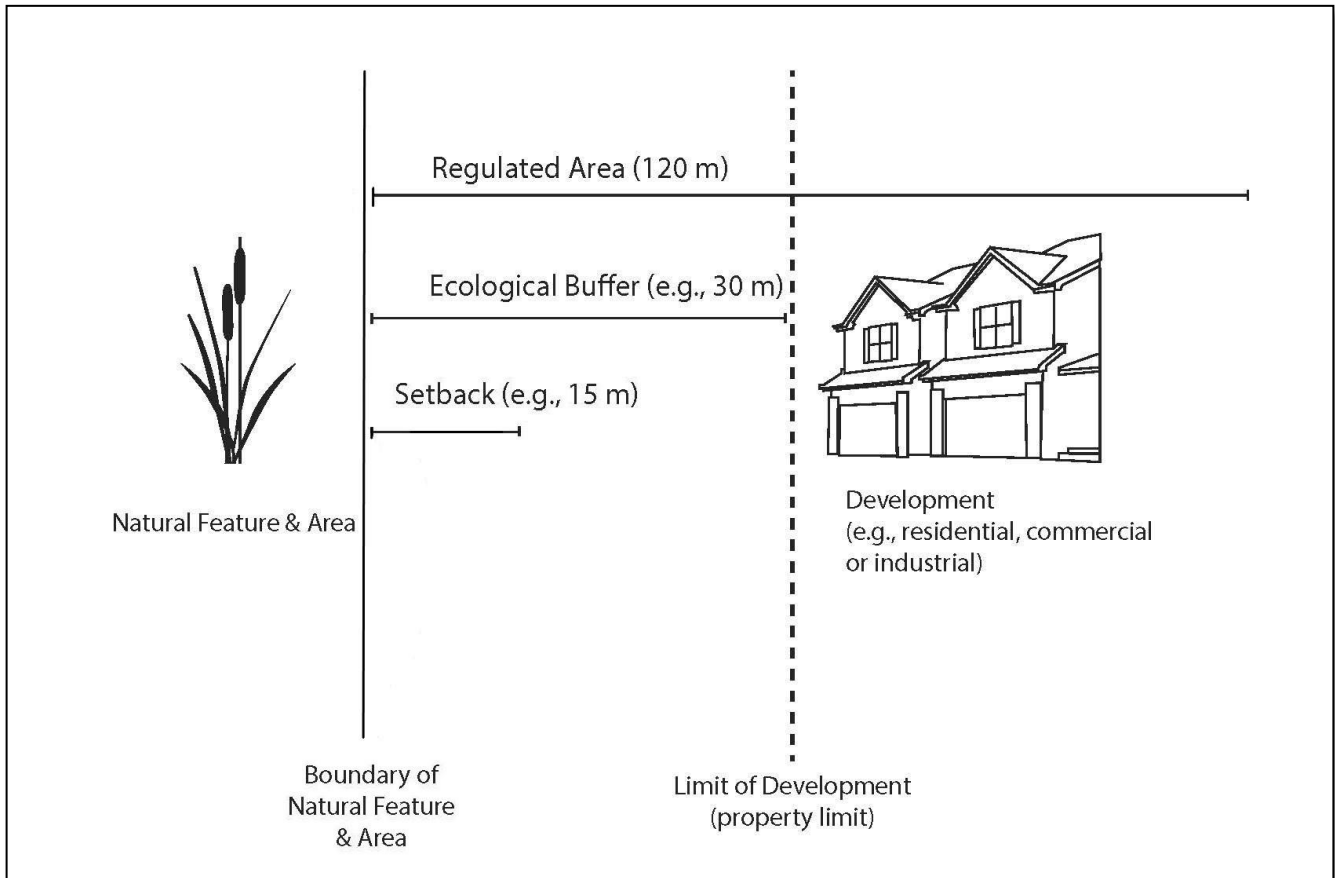 Regulated Area (120 m)
Ecological Buffer (e.g., 30 m)
Setback (e.g., 15 m)
Natural Feature & Area
Development
(e.g., residential, commercial
or industrial)
Boundary of
Natural Feature
& Area
Limit of Development
(property limit)